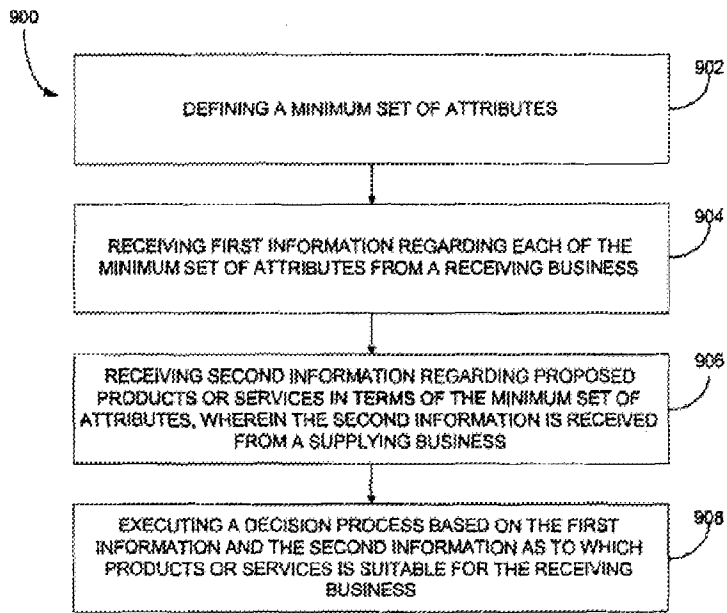 900
902
DEFINING A MINIMUM SET OF ATTRIBUTES
904
RECEIVING FIRST INFORMATION REGARDING EACH OF THE
MINIMUM SET OF ATTRIBUTES FROM A RECEIVING BUSINESS
906
RECEIVING SECOND INFORMATION REGARDING PROPOSED
PRODUCTS OR SERVICES IN TERMS OF THE MINIMUM SET OF
ATTRIBUTES, WHEREIN THE SECOND INFORMATION IS RECEIVED
FROM A SUPPLYING BUSINESS
908
EXECUTING A DECISION PROCESS BASED ON THE FIRST
INFORMATION AND THE SECOND INFORMATION AS TO WHICH
PRODUCTS OR SERVICES IS SUITABLE FOR THE RECEIVING
BUSINESS